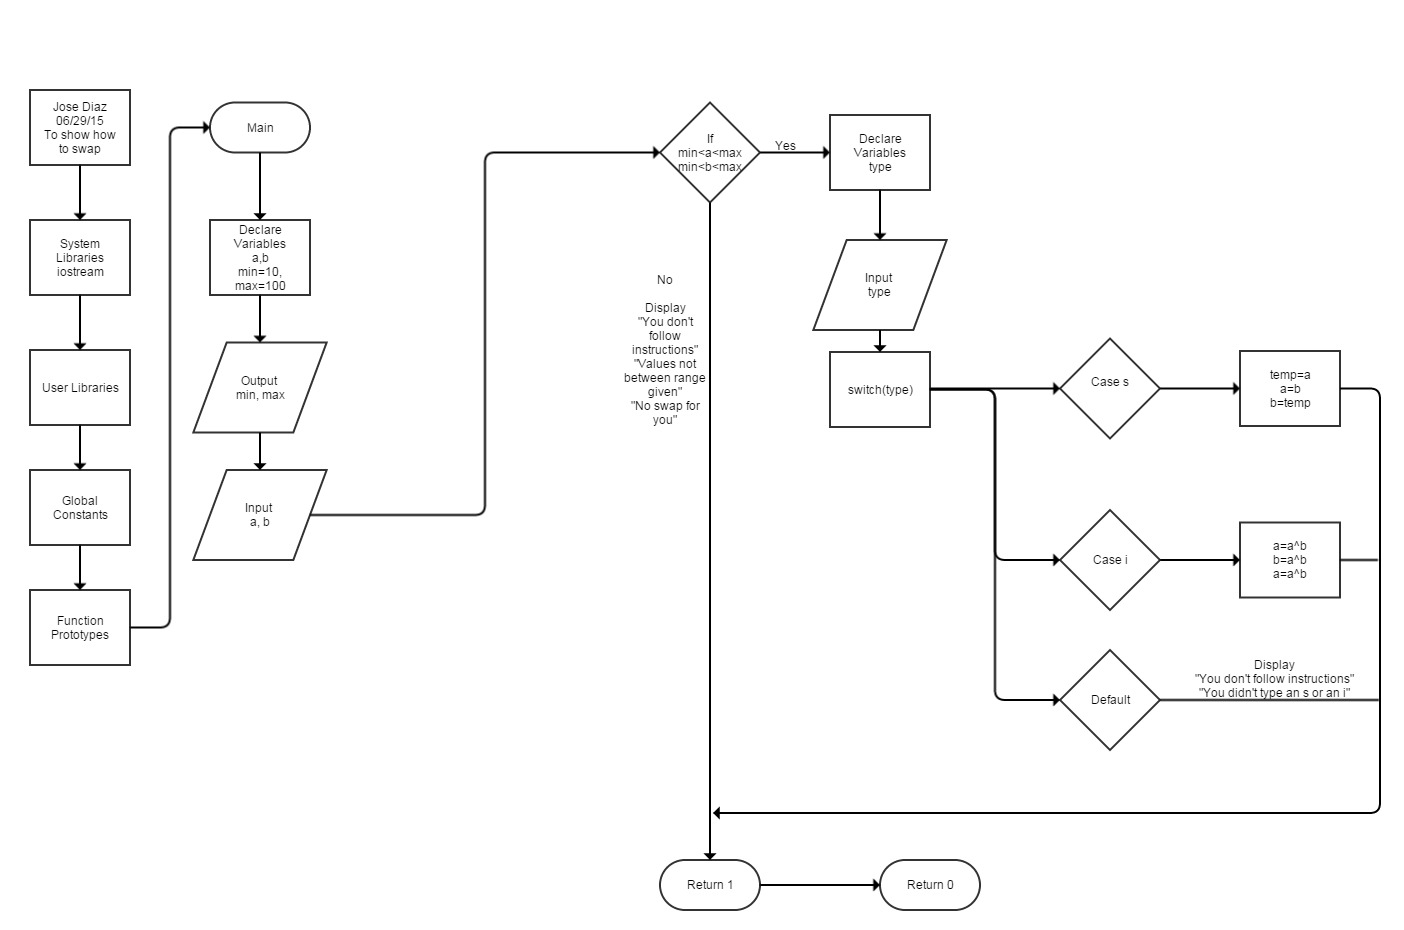 Jose Diaz
06/29/15
To show how
to swap
System
Libraries
iostream
User Libraries
Global
Constants
Function
Prototypes
Main
Declare
Variables
a,b
min=10,
max=100
Output
min, max
Input
a, b
If
min<a<max
min<b<max
Yes
No
Display
"You don't
follow
instructions"
"Values not
between range
given"
"No swap for
you"
Declare
Variables
type
Input
type
switch(type)
Case s
temp=a
a=b
b=temp
Case i
a=a^b
b=a^b
a=a^b
Default
Display
"You don't follow instructions"
"You didn't type an s or an i"
Return 1
Return 0